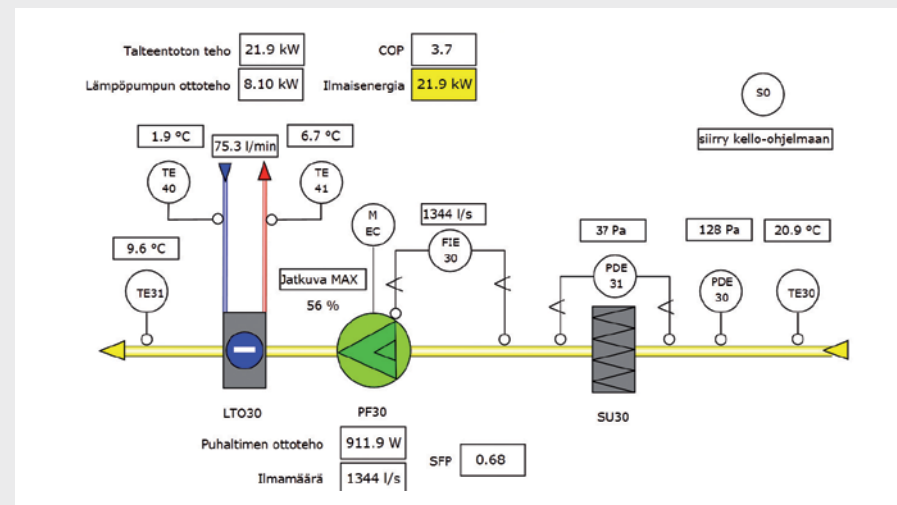 Talteentoton teho 21.9 kW COP 3.7
Lämpöpumpun ottoteho 8.10 kW Ilmaisenergia 21.9 kW
SO
siirry kello-ohjelmaan
1.9 °C 75.3 l/min 6.7 °C
TE
40
TE
41
M
EC
1344 l/s
FIE
30
37 Pa 128 Pa 20.9 °C
PDE
31
PDE
30
TE30
9.6 °C
TE31
Jatkuva MAX
56 %
LTO30 PF30 SU30
Puhaltimen ottoteho 911.9 W
SFP 0.68
Ilmamäärä 1344 l/s